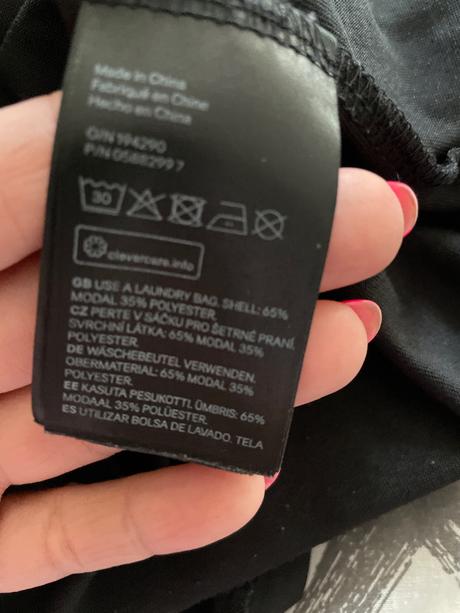 Made in China
Fabriqué en Chine
Hecho en China
O/N 194290
P/N 0588299 7
30
clevercare.info
GB USE A LAUNDRY BAG. SHELL: 65%
MODAL 35% POLYESTER.
CZ PERTE V SÁČKU PRO ŠETRNÉ PRANÍ.
SVRCHNÍ LÁTKA: 65% MODAL 35%
POLYESTER.
DE WÄSCHEBEUTEL VERWENDEN.
OBERMATERIAL: 65% MODAL 35%
POLYESTER.
EE KASUTA PESUKOTTI. ÜMBRIS: 65%
MODAAL 35% POLÜESTER.
ES UTILIZAR BOLSA DE LAVADO. TELA